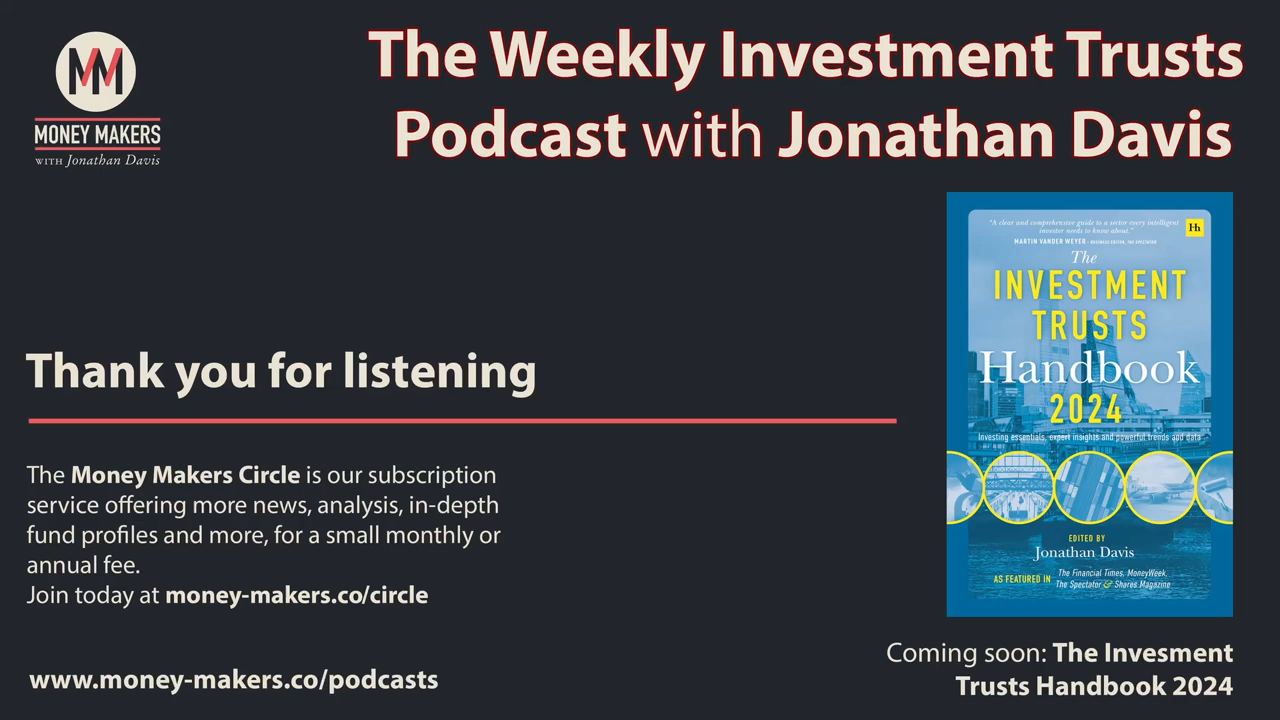 MM
MONEY MAKERS
WITH Jonathan Davis
The Weekly Investment Trusts
Podcast with Jonathan Davis
"A clear and comprehensive guide to a sector every intelligent
investor needs to know about."
MARTIN VANDER WEYER - BUSINESS EDITOR, THE SPECTATOR
Hh
The
INVESTMENT
TRUSTS
Handbook
2024
Investing essentials, expert insights and powerful trends and data
EDITED BY
Jonathan Davis
AS FEATURED IN The Financial Times, MoneyWeek,
The Spectator & Shares Magazine
Thank you for listening
The Money Makers Circle is our subscription
service offering more news, analysis, in-depth
fund profiles and more, for a small monthly or
annual fee.
Join today at money-makers.co/circle
www.money-makers.co/podcasts
Coming soon: The Invesment
Trusts Handbook 2024